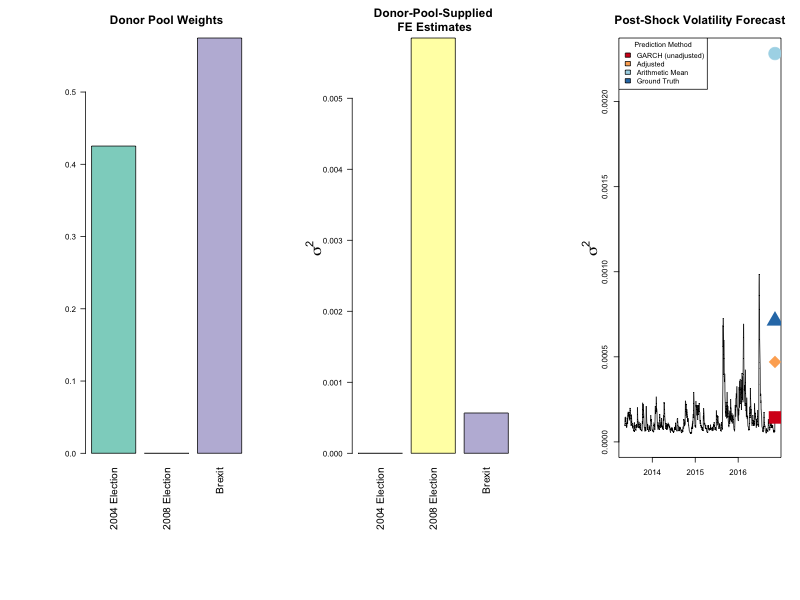 Donor Pool Weights
0.5
0.4
0.3
0.2
0.1
0.0
2004 Election
2008 Election
Brexit
Donor-Pool-Supplied
FE Estimates
σ²
0.005
0.004
0.003
0.002
0.001
0.000
2004 Election
2008 Election
Brexit
Post-Shock Volatility Forecast
Prediction Method
GARCH (unadjusted)
Adjusted
Arithmetic Mean
Ground Truth
σ²
0.0020
0.0015
0.0010
0.0005
0.0000
2014
2015
2016